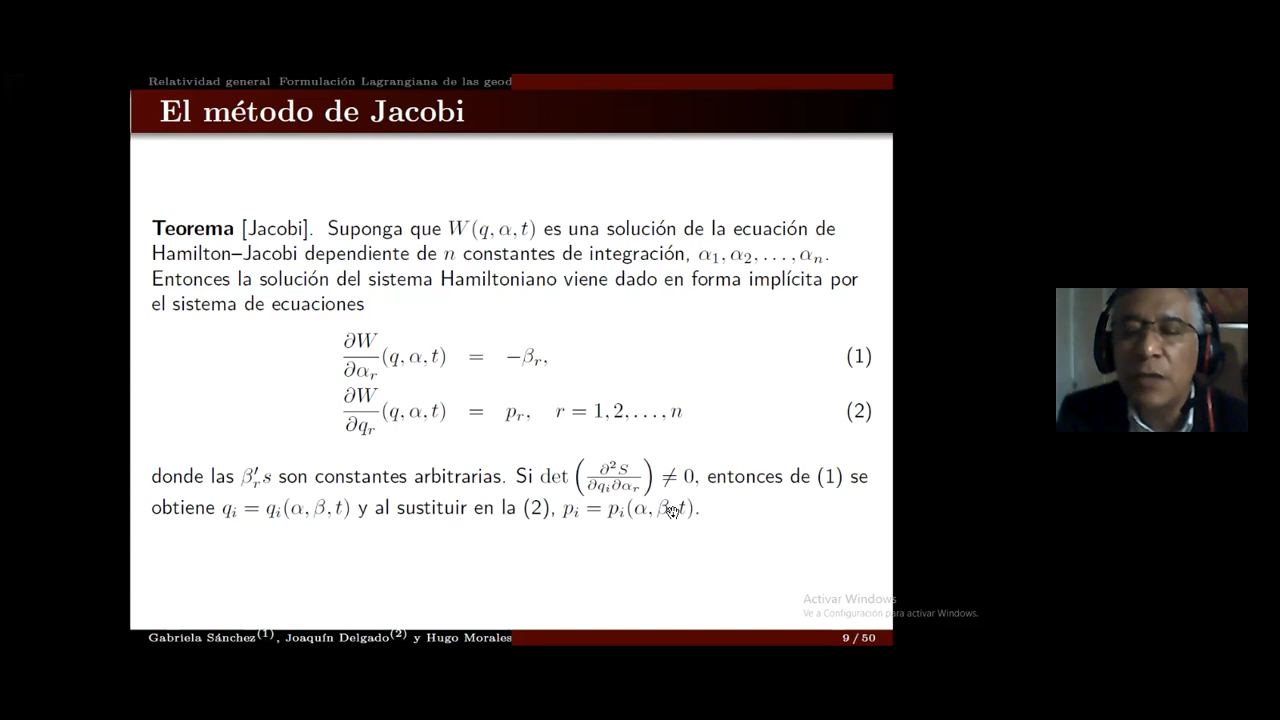 Relatividad general Formulación Lagrangiana de las geod
El método de Jacobi
Teorema [Jacobi]. Suponga que W(q, α, t) es una solución de la ecuación de
Hamilton–Jacobi dependiente de n constantes de integración, α₁, α₂, . . . , αₙ.
Entonces la solución del sistema Hamiltoniano viene dado en forma implícita por
el sistema de ecuaciones
∂W/∂αᵣ (q, α, t) = −βᵣ, (1)
∂W/∂qᵣ (q, α, t) = pᵣ, r = 1, 2, . . . , n (2)
donde las β′ᵣs son constantes arbitrarias. Si det (∂²S/∂qᵢ∂αᵣ) ≠ 0, entonces de (1) se
obtiene qᵢ = qᵢ(α, β, t) y al sustituir en la (2), pᵢ = pᵢ(α, β, t).
Activar Windows
Ve a Configuración para activar Windows.
Gabriela Sánchez⁽¹⁾, Joaquín Delgado⁽²⁾ y Hugo Morales
9 / 50